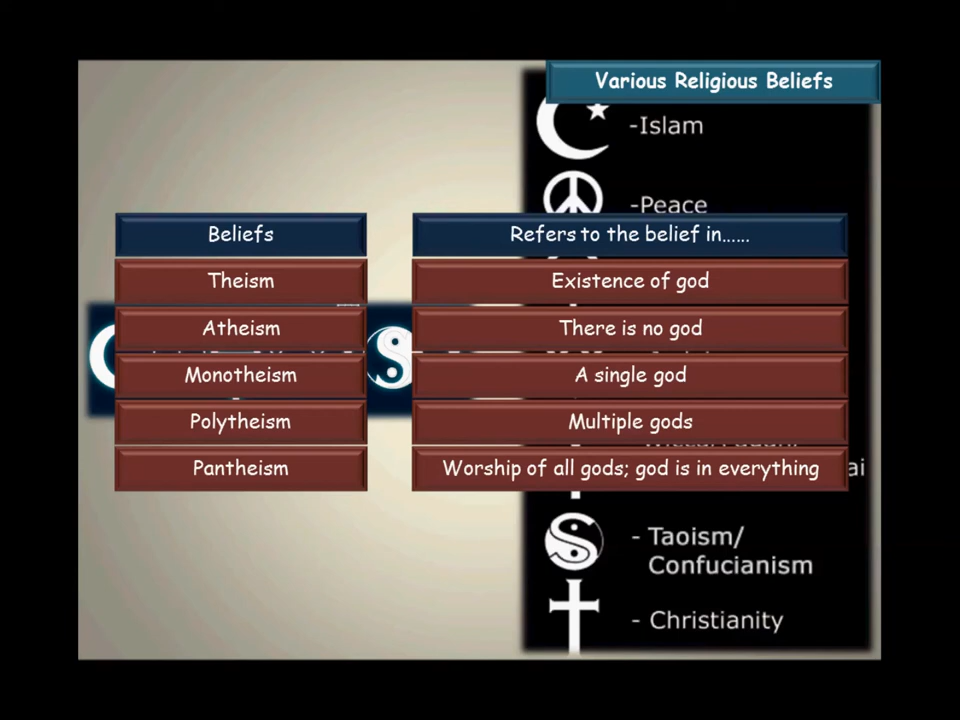 Various Religious Beliefs
-Islam
-Peace
Beliefs
Refers to the belief in......
Theism
Existence of god
Atheism
There is no god
Monotheism
A single god
Polytheism
Multiple gods
Pantheism
Worship of all gods; god is in everything
ai
- Taoism/
Confucianism
- Christianity